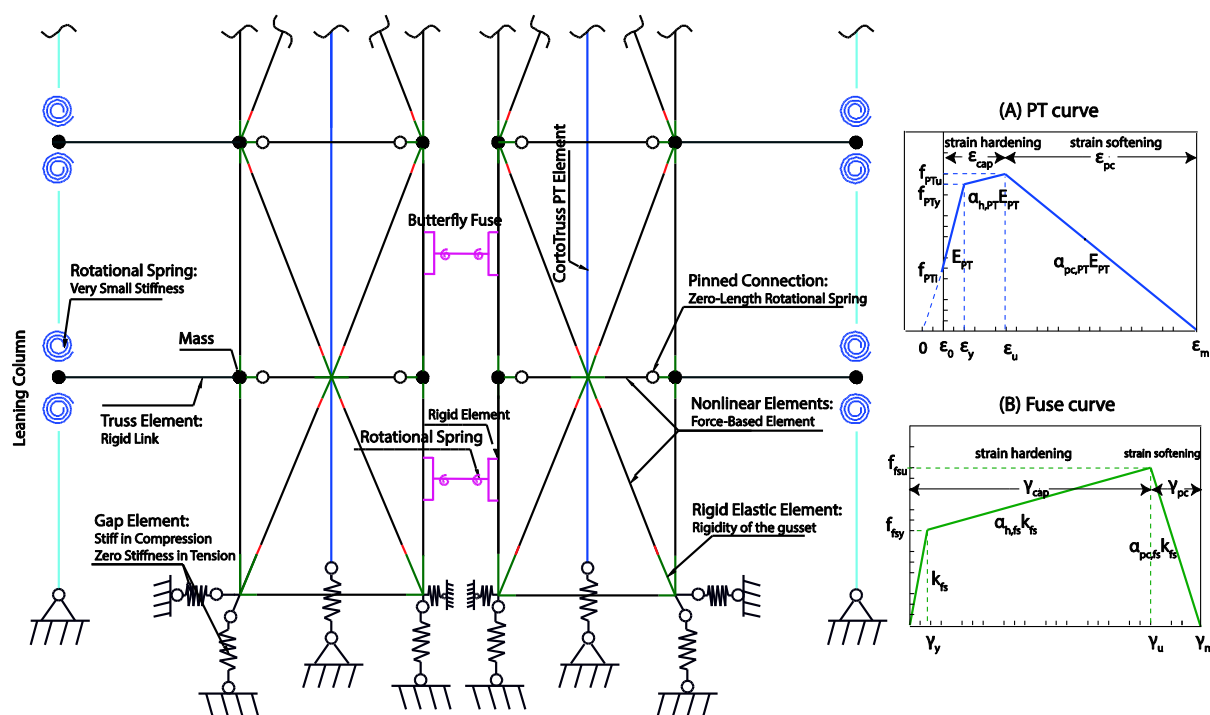 Leaning Column
Rotational Spring:
Very Small Stiffness
Mass
Truss Element:
Rigid Link
Gap Element:
Stiff in Compression
Zero Stiffness in Tension
Butterfly Fuse
Rigid Element
Rotational Spring
CortoTruss PT Element
Pinned Connection:
Zero-Length Rotational Spring
Nonlinear Elements:
Force-Based Element
Rigid Elastic Element:
Rigidity of the gusset
(A) PT curve
strain hardening strain softening
ε_cap ε_pc
f_PTu
f_PTy
f_PTi
α_h,PT E_PT
E_PT
α_pc,PT E_PT
0 ε_0 ε_y ε_u ε_m
(B) Fuse curve
strain hardening strain softening
f_fsu
γ_cap γ_pc
f_fsy
α_h,fs k_fs
α_pc,fs k_fs
k_fs
γ_y γ_u γ_n